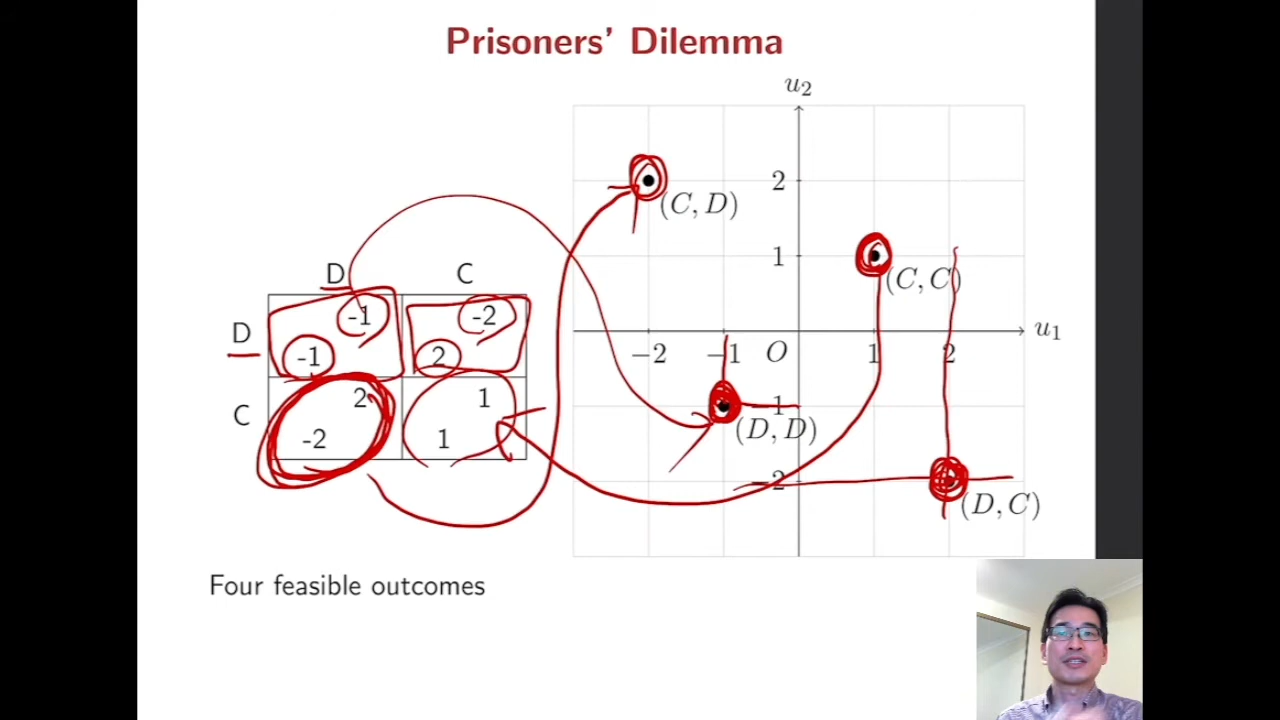 Prisoners' Dilemma
u2
2
(C, D)
1
(C, C)
D C
D -1 -1 -2 2
C 2 -2 1 1
−2 −1 O 1 2 u1
−1
(D, D)
−2
(D, C)
Four feasible outcomes